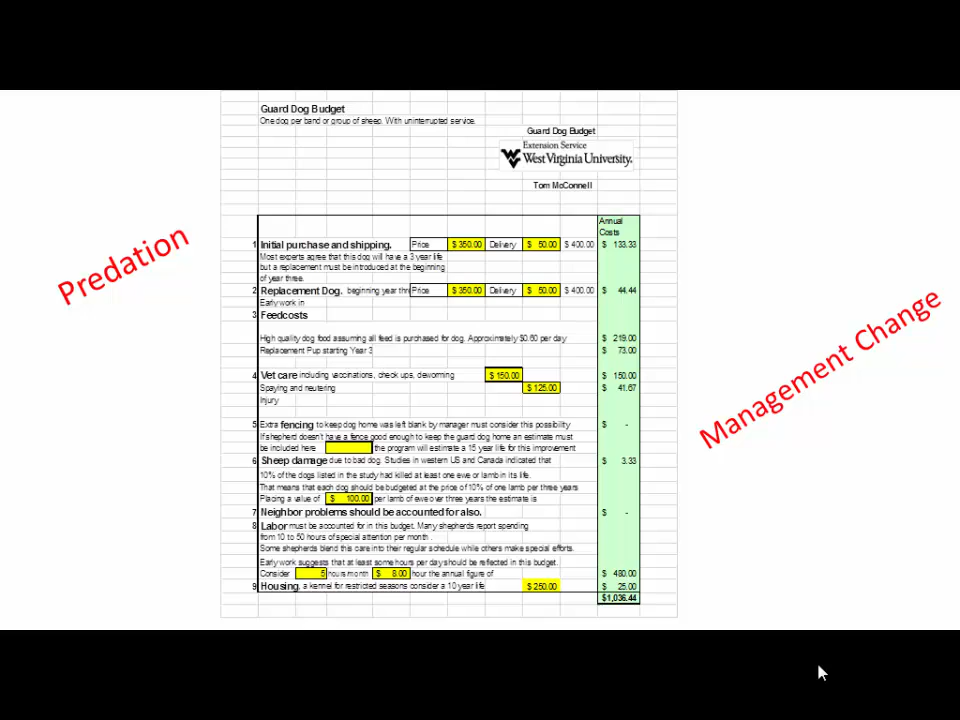 Guard Dog Budget
One dog per band or group of sheep. With uninterrupted service.
Guard Dog Budget
Extension Service
West Virginia University.
Tom McConnell
Predation
Management Change
Annual
Costs
1 Initial purchase and shipping. Price $350.00 Delivery $ 50.00 $400.00 $ 133.33
Most experts agree that this dog will have a 3 year life
but a replacement must be introduced at the beginning
of year three.
2 Replacement Dog, beginning year thr Price $350.00 Delivery $ 50.00 $400.00 $ 44.44
Early work in
3 Feedcosts
High quality dog food assuming all feed is purchased for dog. Approximately $0.60 per day $ 219.00
Replacement Pup starting Year 3 $ 73.00
4 Vet care including vaccinations, check ups, deworming $ 150.00 $ 150.00
Spaying and neutering $ 125.00 $ 41.67
Injury
5 Extra fencing to keep dog home was left blank by manager must consider this possibility $ -
If shepherd doesn't have a fence good enough to keep the guard dog home an estimate must
be included here the program will estimate a 15 year life for this improvement
6 Sheep damage due to bad dog. Studies in western US and Canada indicated that $ 3.33
10% of the dogs listed in the study had killed at least one ewe or lamb in its life.
That means that each dog should be budgeted at the price of 10% of one lamb per three years
Placing a value of $ 100.00 per lamb of ewe over three years the estimate is
7 Neighbor problems should be accounted for also. $ -
8 Labor must be accounted for in this budget. Many shepherds report spending
from 10 to 50 hours of special attention per month .
Some shepherds blend this care into their regular schedule while others make special efforts.
Early work suggests that at least some hours per day should be reflected in this budget.
Consider 5 hours/month $ 8.00 hour the annual figure of $ 480.00
9 Housing, a kennel for restricted seasons consider a 10 year life $ 250.00 $ 25.00
$1,036.44